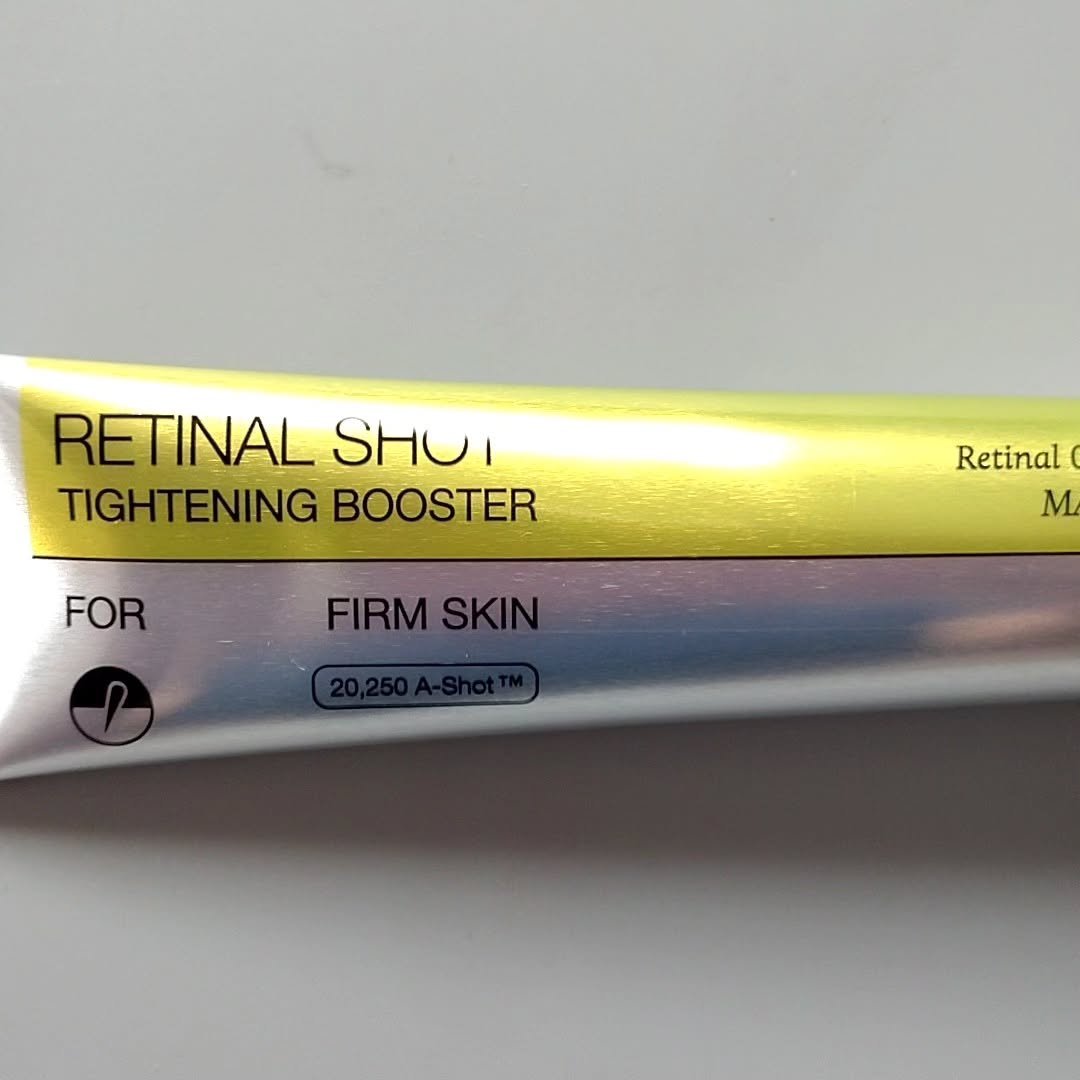 RETINAL SHOT
TIGHTENING BOOSTER
Retinal
FOR FIRM SKIN
20,250 A-Shot™